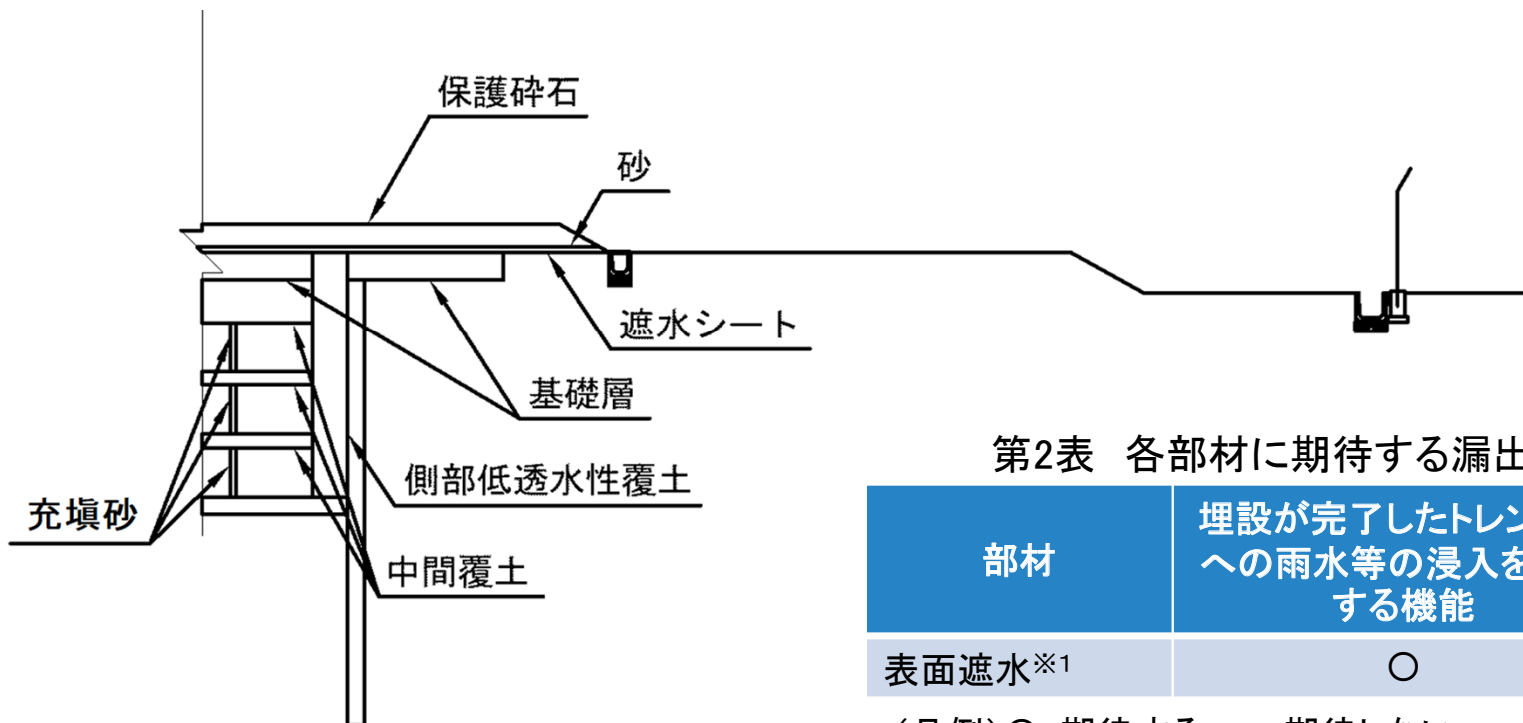 保護砕石
砂
遮水シート
基礎層
側部低透水性覆土
充塡砂
中間覆土
第2表 各部材に期待する漏出
部材
埋設が完了したトレン
への雨水等の浸入を
する機能
表面遮水※1
○